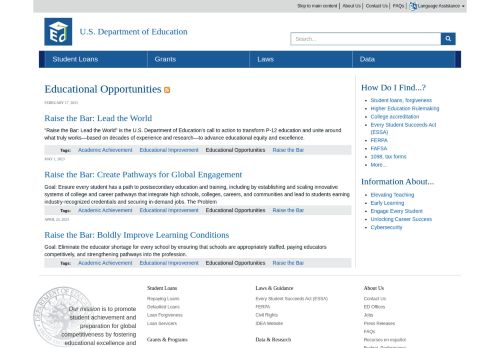 Skip to main content | About Us | Contact Us | FAQs | Language Assistance
ED
U.S. Department of Education
Search...
Student Loans
Grants
Laws
Data
Educational Opportunities
Raise the Bar: Lead the World
"Raise the Bar: Lead the World" is the U.S. Department of Education's call to action to transform P-12 education and unite around
what truly works—based on decades of experience and research—to advance educational equity and excellence.
Tags: Academic Achievement Educational Improvement Educational Opportunities Raise the Bar
MAY 1, 2023
Raise the Bar: Create Pathways for Global Engagement
Goal: Ensure every student has a path to postsecondary education and training, including by establishing and scaling innovative
systems of college and career pathways that integrate high schools, colleges, careers, and communities and lead to students earning
industry-recognized credentials and securing in demand jobs. The Problem
Tags: Academic Achievement Educational Improvement Educational Opportunities Raise the Bar
Raise the Bar: Boldly Improve Learning Conditions
Goal: Eliminate the educator shortage for every school by ensuring that schools are appropriately staffed, paying educators
competitively, and strengthening pathways into the profession.
Tags: Academic Achievement Educational Improvement Educational Opportunities Raise the Bar
How Do I Find...?
Student loans, forgiveness
Higher Education Rulemaking
College accreditation
Every Student Succeeds Act
(ESSA)
FERPA
FAFSA
1098, tax forms
More...
Information About...
Elevating Teaching
Early Learning
Engage Every Student
Unlocking Career Success
Cybersecurity
Our mission is to promote
student achievement and
preparation for global
competitiveness by fostering
educational excellence and
Student Loans
Repaying Loans
Defaulted Loans
Loan Forgiveness
Loan Servicers
Grants & Programs
Laws & Guidance
Every Student Succeeds Act (ESSA)
FERPA
Civil Rights
IDEA Website
Data & Research
About Us
Contact Us
ED Offices
Jobs
Press Releases
FAQs
Recursos en español